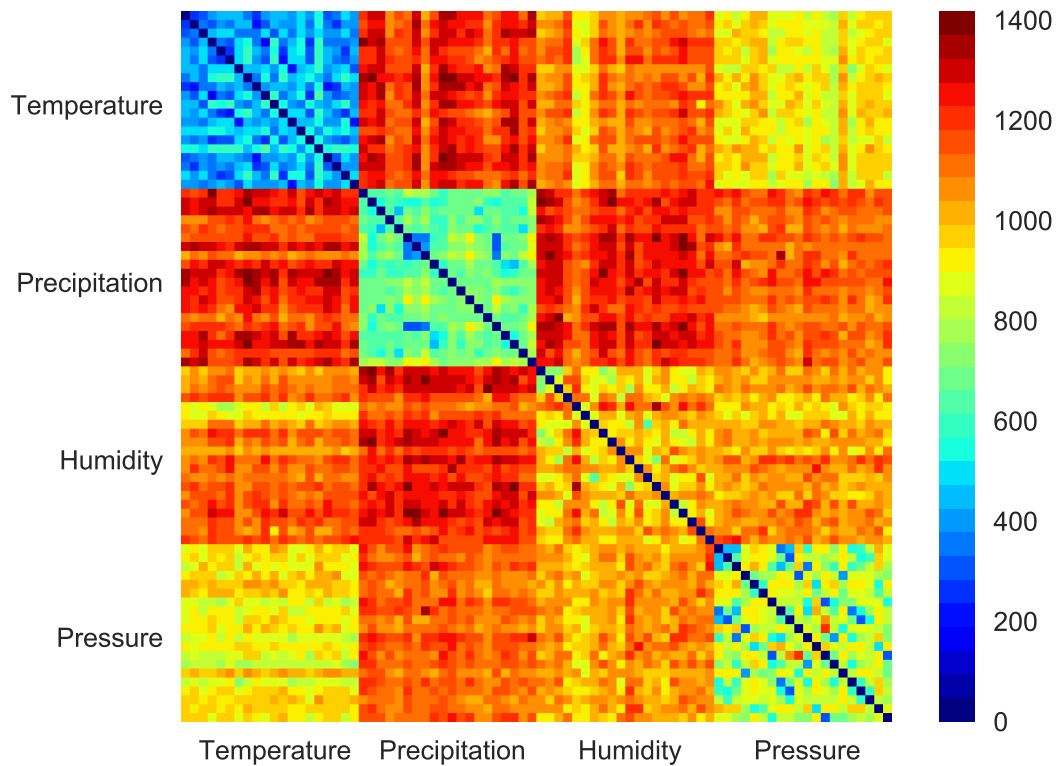 Temperature
Precipitation
Humidity
Pressure
Temperature Precipitation Humidity Pressure
1400
1200
1000
800
600
400
200
0